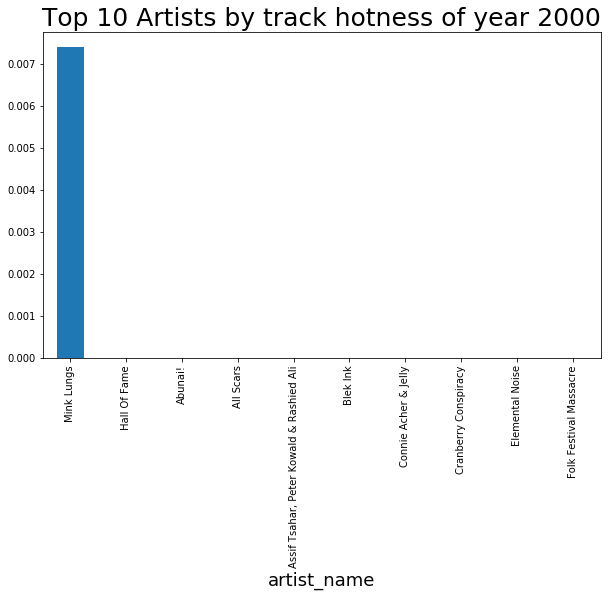 Top 10 Artists by track hotness of year 2000
0.007
0.006
0.005
0.004
0.003
0.002
0.001
0.000
Mink Lungs
Hall Of Fame
Abunai!
All Scars
Assif Tsahar, Peter Kowald & Rashied Ali
Blek Ink
Connie Acher & Jelly
Cranberry Conspiracy
Elemental Noise
Folk Festival Massacre
artist_name